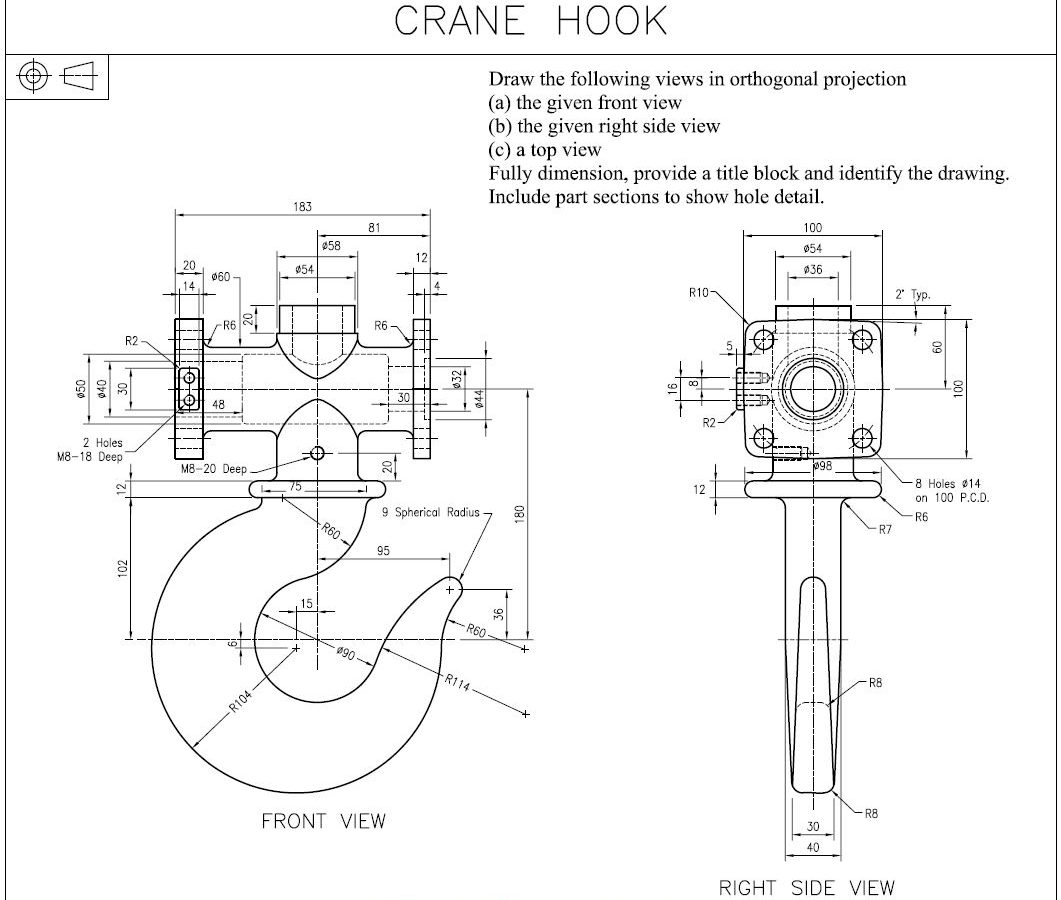 CRANE HOOK
Draw the following views in orthogonal projection
(a) the given front view
(b) the given right side view
(c) a top view
Fully dimension, provide a title block and identify the drawing.
Include part sections to show hole detail.
183
81
ø58
ø54
20
14
ø60
12
4
R6
20
R6
R2
ø50
ø40
30
48
30
ø32
ø44
2 Holes
M8-18 Deep
M8-20 Deep
20
12
75
9 Spherical Radius
R60
180
95
102
15
36
6
ø90
R60
R114
R104
FRONT VIEW
100
ø54
ø36
R10
2° Typ.
5
60
100
16
8
R2
ø98
12
8 Holes ø14
on 100 P.C.D.
R6
R7
R8
R8
30
40
RIGHT SIDE VIEW